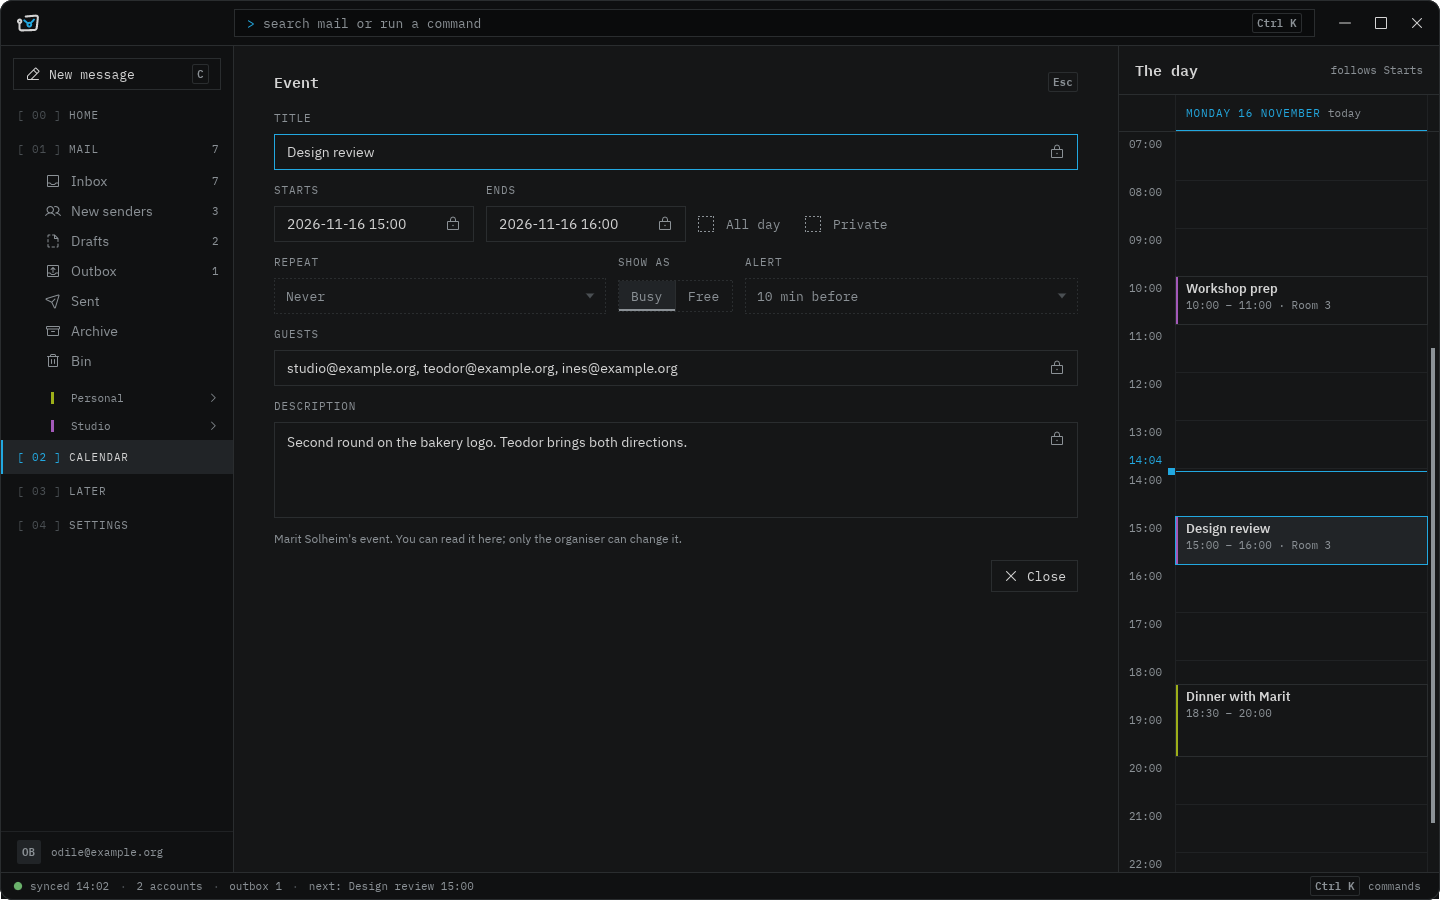 > search mail or run a command Ctrl K
New message C
[ 00 ] HOME
[ 01 ] MAIL 7
Inbox 7
New senders 3
Drafts 2
Outbox 1
Sent
Archive
Bin
Personal
Studio
[ 02 ] CALENDAR
[ 03 ] LATER
[ 04 ] SETTINGS
OB odile@example.org
Event Esc
TITLE
Design review
STARTS ENDS
2026-11-16 15:00 2026-11-16 16:00 All day Private
REPEAT SHOW AS ALERT
Never Busy Free 10 min before
GUESTS
studio@example.org, teodor@example.org, ines@example.org
DESCRIPTION
Second round on the bakery logo. Teodor brings both directions.
Marit Solheim's event. You can read it here; only the organiser can change it.
Close
The day follows Starts
MONDAY 16 NOVEMBER today
07:00
08:00
09:00
10:00 Workshop prep
10:00 – 11:00 · Room 3
11:00
12:00
13:00
14:04
14:00
15:00 Design review
15:00 – 16:00 · Room 3
16:00
17:00
18:00
Dinner with Marit
18:30 – 20:00
19:00
20:00
21:00
22:00
synced 14:02 · 2 accounts · outbox 1 · next: Design review 15:00 Ctrl K commands